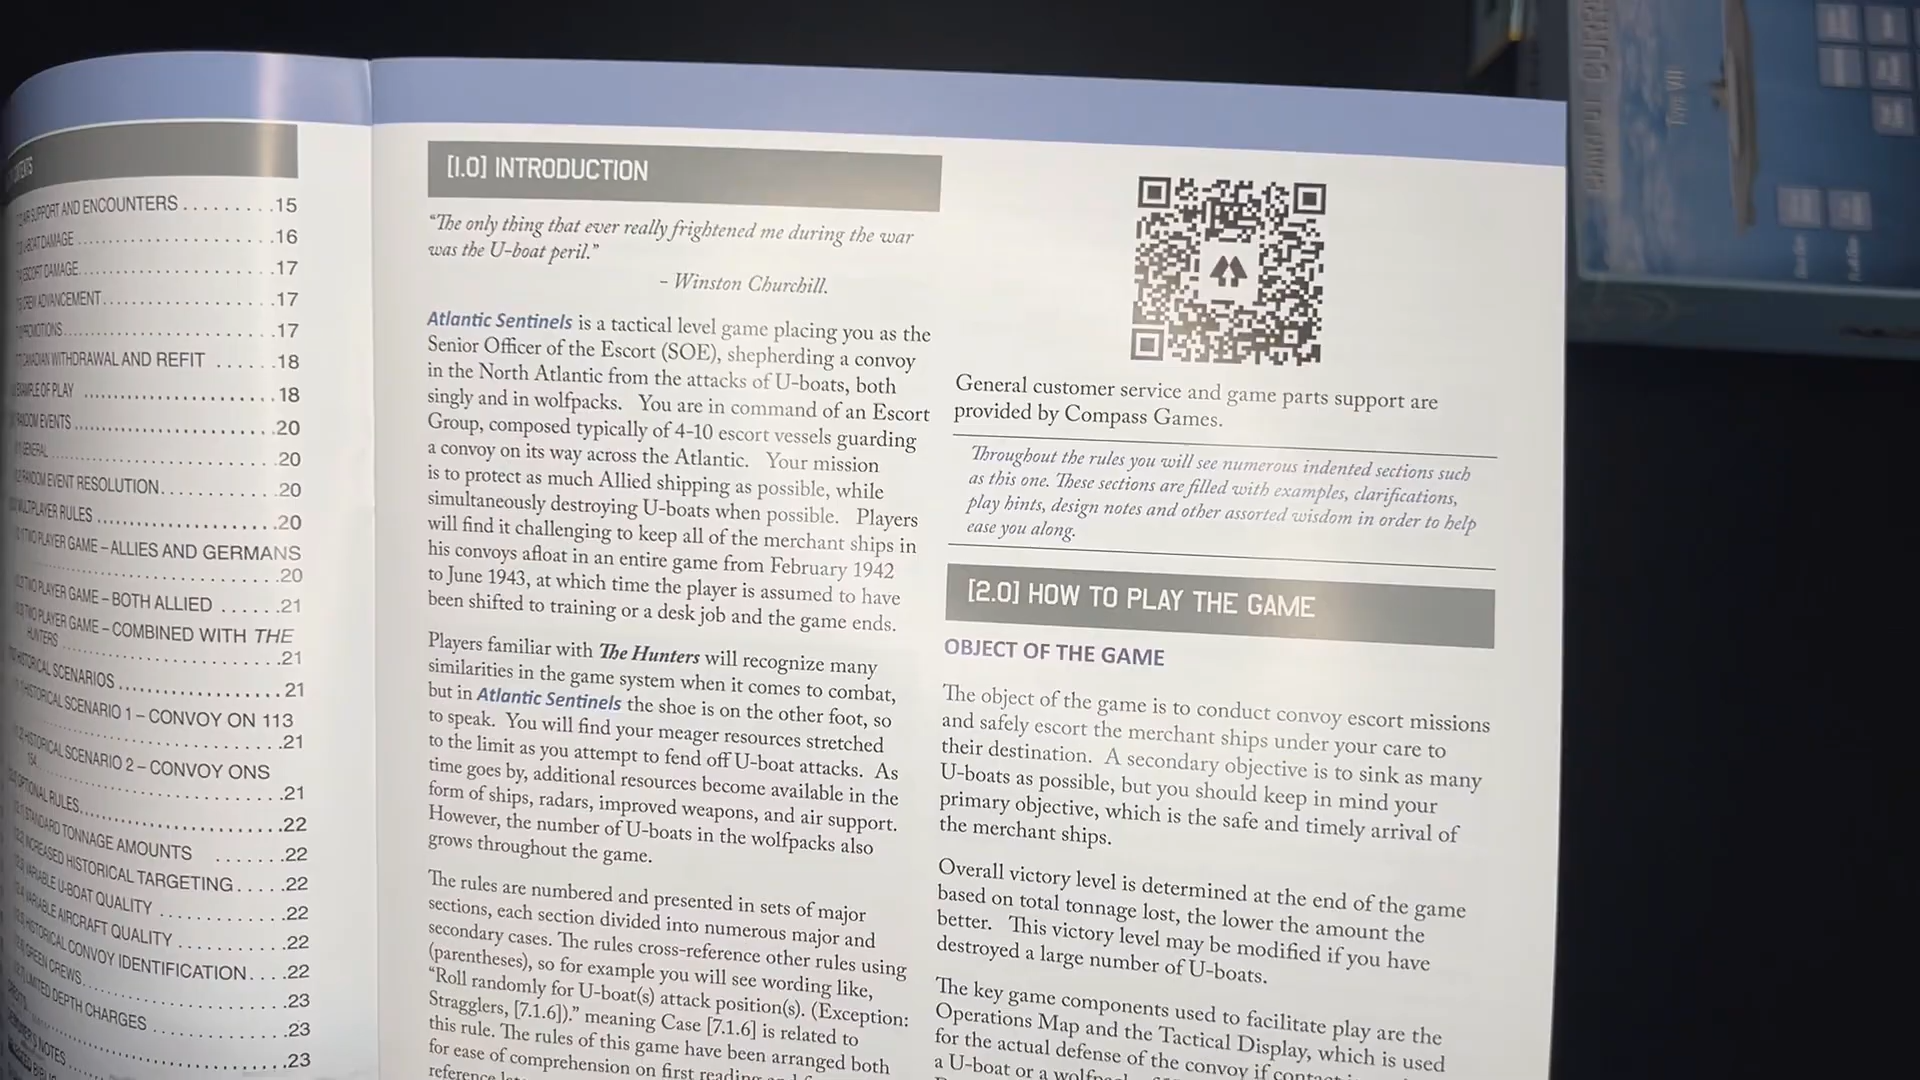 SUPPORT AND ENCOUNTERS . . . . . . . . .15
DAMAGE . . . . . . . . . . . . . . . . . . . . . . . .16
ESCORT DAMAGE. . . . . . . . . . . . . . . . . . . . . . . .17
CREW ADVANCEMENT. . . . . . . . . . . . . . . . . . . . .17
PROMOTIONS. . . . . . . . . . . . . . . . . . . . . . . . .17
CANADIAN WITHDRAWAL AND REFIT . . . . . . .18
EXAMPLE OF PLAY . . . . . . . . . . . . . . . . . . . . . . .18
RANDOM EVENTS . . . . . . . . . . . . . . . . . . . . . . . .20
GENERAL . . . . . . . . . . . . . . . . . . . . . . . . .20
RANDOM EVENT RESOLUTION. . . . . . . . . . . . .20
MULTIPLAYER RULES . . . . . . . . . . . . . . . . . . . . .20
TWO PLAYER GAME – ALLIES AND GERMANS
. . . . . . . . . . . . . . . . . . . . . . . . . . .20
TWO PLAYER GAME – BOTH ALLIED . . . . . .21
TWO PLAYER GAME – COMBINED WITH THE
HUNTERS . . . . . . . . . . . . . . . . . . . . . . .21
HISTORICAL SCENARIOS . . . . . . . . . . . . . . . . . .21
HISTORICAL SCENARIO 1 – CONVOY ON 113
. . . . . . . . . . . . . . . . . . . . . . . . . . .21
HISTORICAL SCENARIO 2 – CONVOY ONS
154 . . . . . . . . . . . . . . . . . . . . . . . . .21
OPTIONAL RULES. . . . . . . . . . . . . . . . . . . . . . . .22
STANDARD TONNAGE AMOUNTS . . . . . . .22
INCREASED HISTORICAL TARGETING. . . . .22
VARIABLE U-BOAT QUALITY . . . . . . . . . . . .22
VARIABLE AIRCRAFT QUALITY . . . . . . . . . .22
HISTORICAL CONVOY IDENTIFICATION. . . .22
GREEN CREWS. . . . . . . . . . . . . . . . . . . . .23
LIMITED DEPTH CHARGES . . . . . . . . . . . . .23
CREDITS . . . . . . . . . . . . . . . . . . . . . . . .23
NOTES
[1.0] INTRODUCTION
“The only thing that ever really frightened me during the war
was the U-boat peril.”
– Winston Churchill.
Atlantic Sentinels is a tactical level game placing you as the
Senior Officer of the Escort (SOE), shepherding a convoy
in the North Atlantic from the attacks of U-boats, both
singly and in wolfpacks. You are in command of an Escort
Group, composed typically of 4-10 escort vessels guarding
a convoy on its way across the Atlantic. Your mission
is to protect as much Allied shipping as possible, while
simultaneously destroying U-boats when possible. Players
will find it challenging to keep all of the merchant ships in
his convoys afloat in an entire game from February 1942
to June 1943, at which time the player is assumed to have
been shifted to training or a desk job and the game ends.
Players familiar with The Hunters will recognize many
similarities in the game system when it comes to combat,
but in Atlantic Sentinels the shoe is on the other foot, so
to speak. You will find your meager resources stretched
to the limit as you attempt to fend off U-boat attacks. As
time goes by, additional resources become available in the
form of ships, radars, improved weapons, and air support.
However, the number of U-boats in the wolfpacks also
grows throughout the game.
The rules are numbered and presented in sets of major
sections, each section divided into numerous major and
secondary cases. The rules cross-reference other rules using
(parentheses), so for example you will see wording like,
“Roll randomly for U-boat(s) attack position(s). (Exception:
Stragglers, [7.1.6]).” meaning Case [7.1.6] is related to
this rule. The rules of this game have been arranged both
for ease of comprehension on first reading and
reference
General customer service and game parts support are
provided by Compass Games.
Throughout the rules you will see numerous indented sections such
as this one. These sections are filled with examples, clarifications,
play hints, design notes and other assorted wisdom in order to help
ease you along.
[2.0] HOW TO PLAY THE GAME
OBJECT OF THE GAME
The object of the game is to conduct convoy escort missions
and safely escort the merchant ships under your care to
their destination. A secondary objective is to sink as many
U-boats as possible, but you should keep in mind your
primary objective, which is the safe and timely arrival of
the merchant ships.
Overall victory level is determined at the end of the game
based on total tonnage lost, the lower the amount the
better. This victory level may be modified if you have
destroyed a large number of U-boats.
The key game components used to facilitate play are the
Operations Map and the Tactical Display, which is used
for the actual defense of the convoy if
a U-boat or a
Type VII